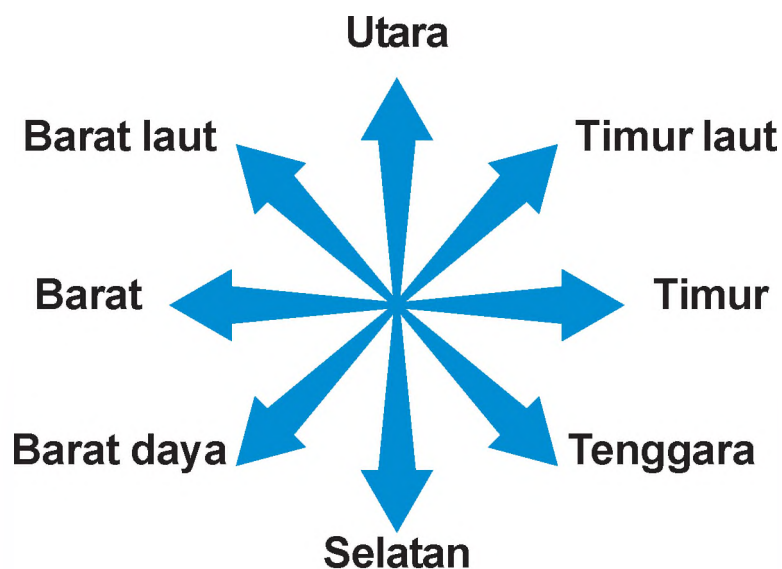 Utara
Barat laut
Timur laut
Barat
Timur
Barat daya
Tenggara
Selatan